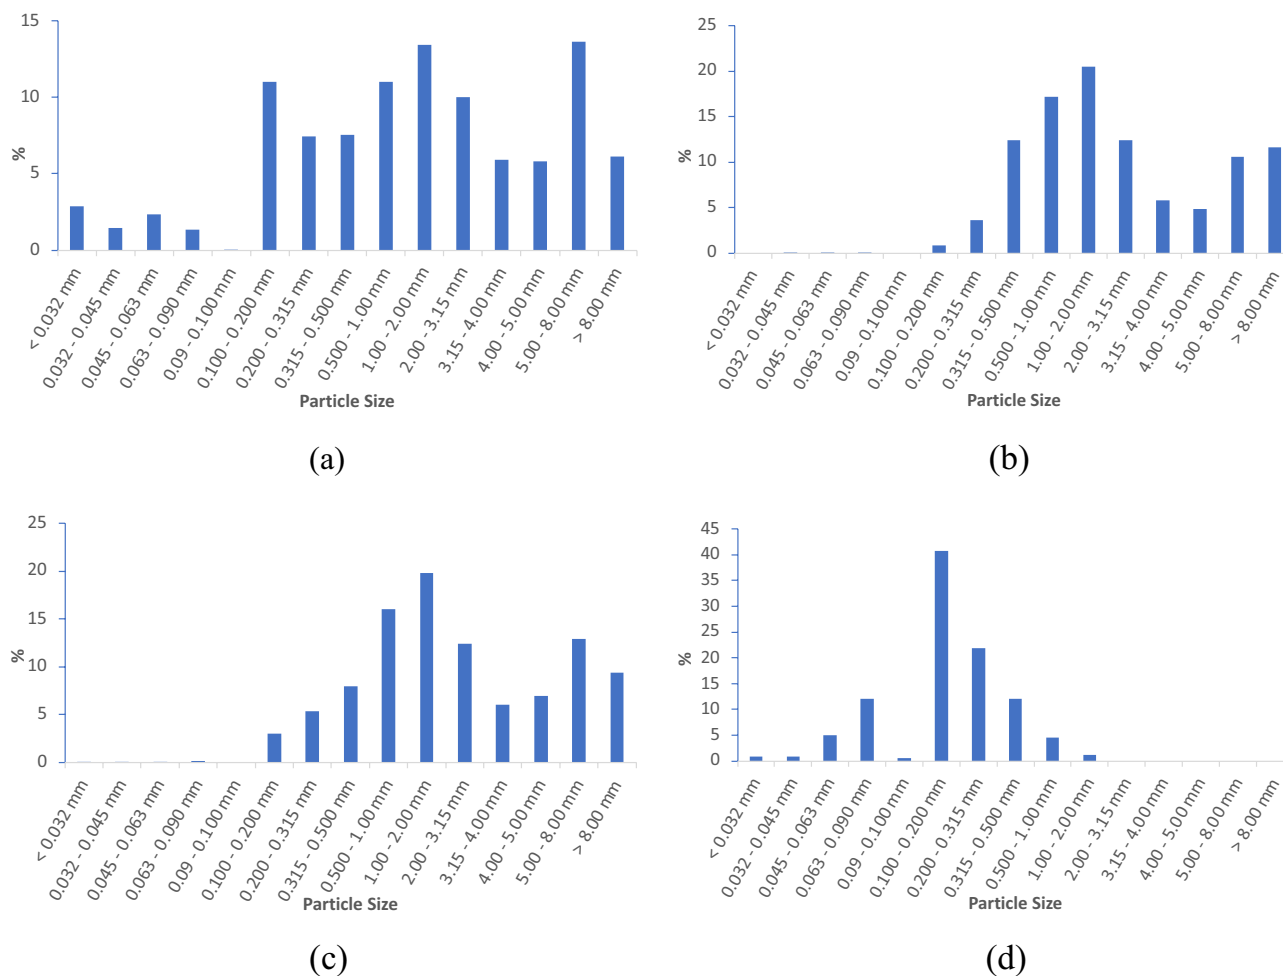 15
10
5
0
%
< 0.032 mm
0.032 - 0.045 mm
0.045 - 0.063 mm
0.063 - 0.090 mm
0.09 - 0.100 mm
0.100 - 0.200 mm
0.200 - 0.315 mm
0.315 - 0.500 mm
0.500 - 1.00 mm
1.00 - 2.00 mm
2.00 - 3.15 mm
3.15 - 4.00 mm
4.00 - 5.00 mm
5.00 - 8.00 mm
> 8.00 mm
Particle Size
(a)
25
20
15
10
5
0
%
< 0.032 mm
0.032 - 0.045 mm
0.045 - 0.063 mm
0.063 - 0.090 mm
0.09 - 0.100 mm
0.100 - 0.200 mm
0.200 - 0.315 mm
0.315 - 0.500 mm
0.500 - 1.00 mm
1.00 - 2.00 mm
2.00 - 3.15 mm
3.15 - 4.00 mm
4.00 - 5.00 mm
5.00 - 8.00 mm
> 8.00 mm
Particle Size
(b)
25
20
15
10
5
0
%
< 0.032 mm
0.032 - 0.045 mm
0.045 - 0.063 mm
0.063 - 0.090 mm
0.09 - 0.100 mm
0.100 - 0.200 mm
0.200 - 0.315 mm
0.315 - 0.500 mm
0.500 - 1.00 mm
1.00 - 2.00 mm
2.00 - 3.15 mm
3.15 - 4.00 mm
4.00 - 5.00 mm
5.00 - 8.00 mm
> 8.00 mm
Particle Size
(c)
45
40
35
30
25
20
15
10
5
0
%
< 0.032 mm
0.032 - 0.045 mm
0.045 - 0.063 mm
0.063 - 0.090 mm
0.09 - 0.100 mm
0.100 - 0.200 mm
0.200 - 0.315 mm
0.315 - 0.500 mm
0.500 - 1.00 mm
1.00 - 2.00 mm
2.00 - 3.15 mm
3.15 - 4.00 mm
4.00 - 5.00 mm
5.00 - 8.00 mm
> 8.00 mm
Particle Size
(d)